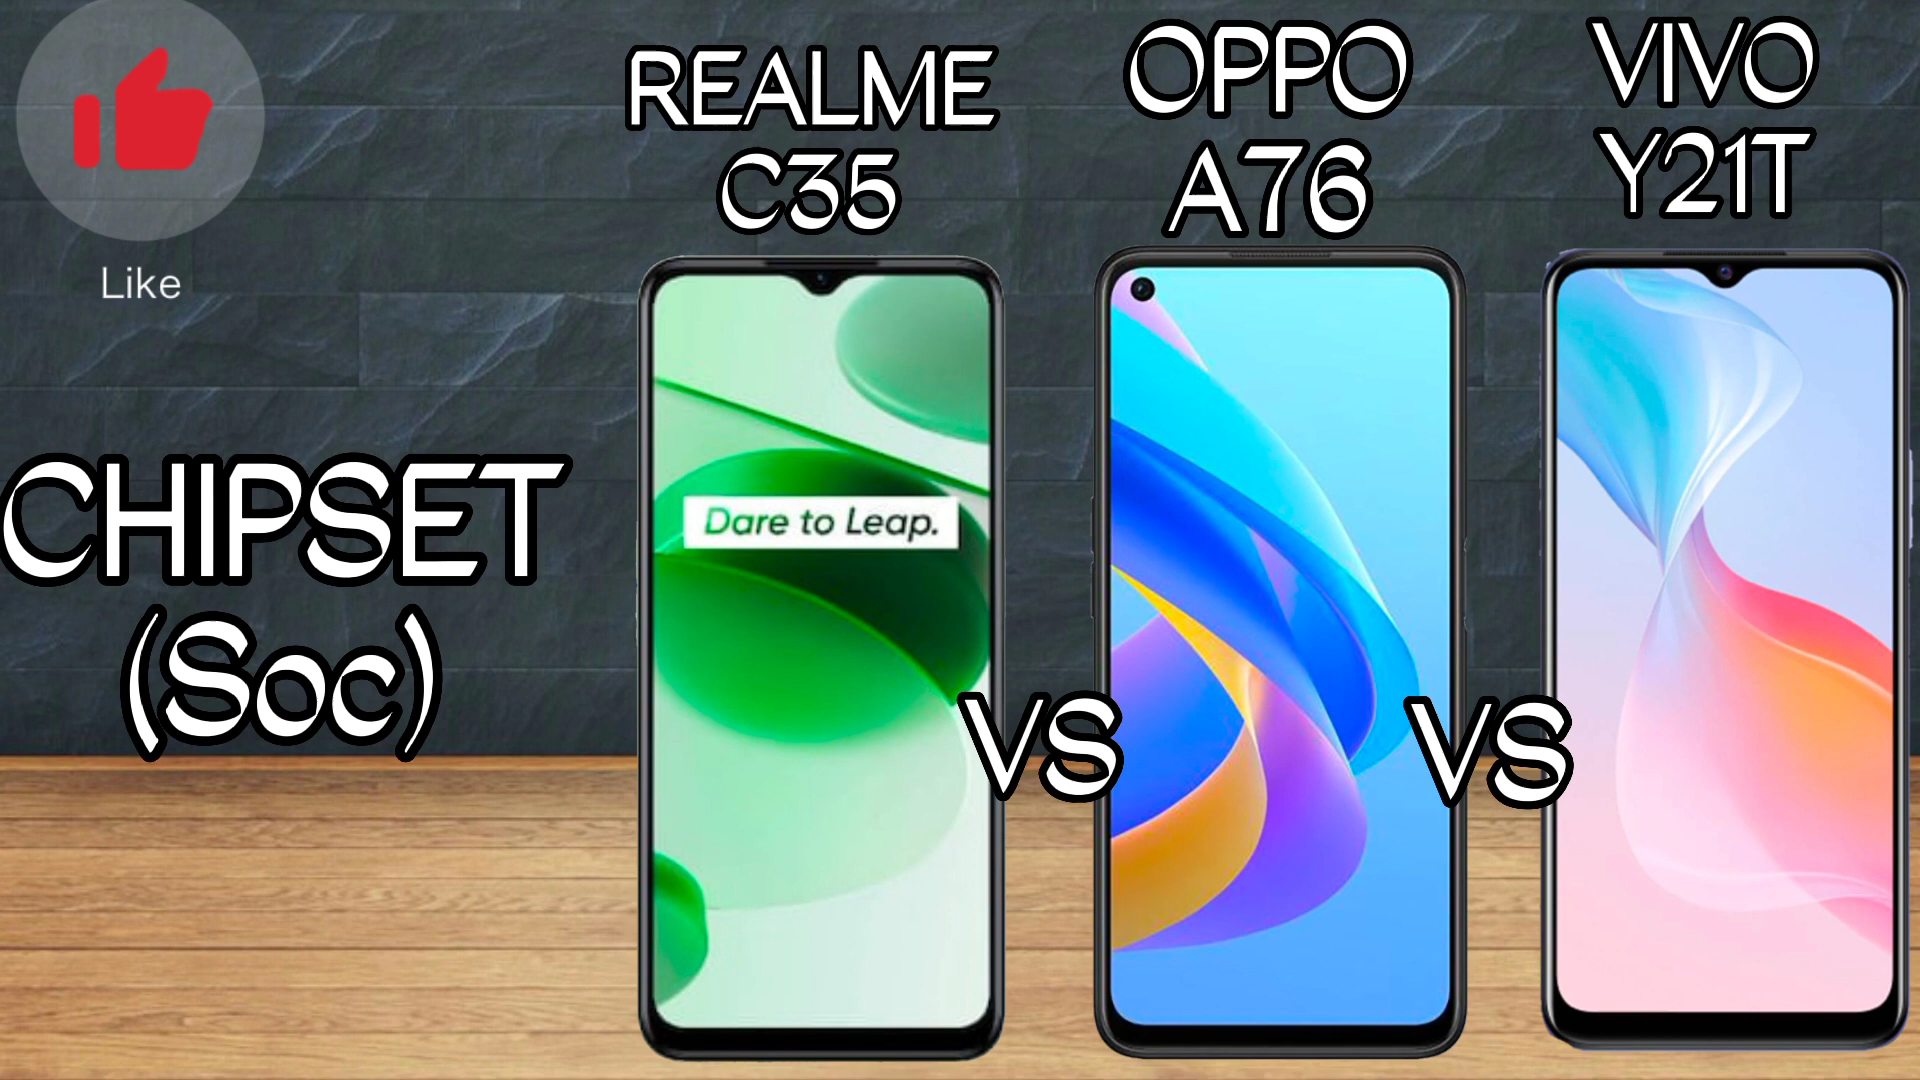 Like
CHIPSET
(Soc)
REALME
C35
OPPO
A76
VIVO
Y21T
Dare to Leap.
VS
VS